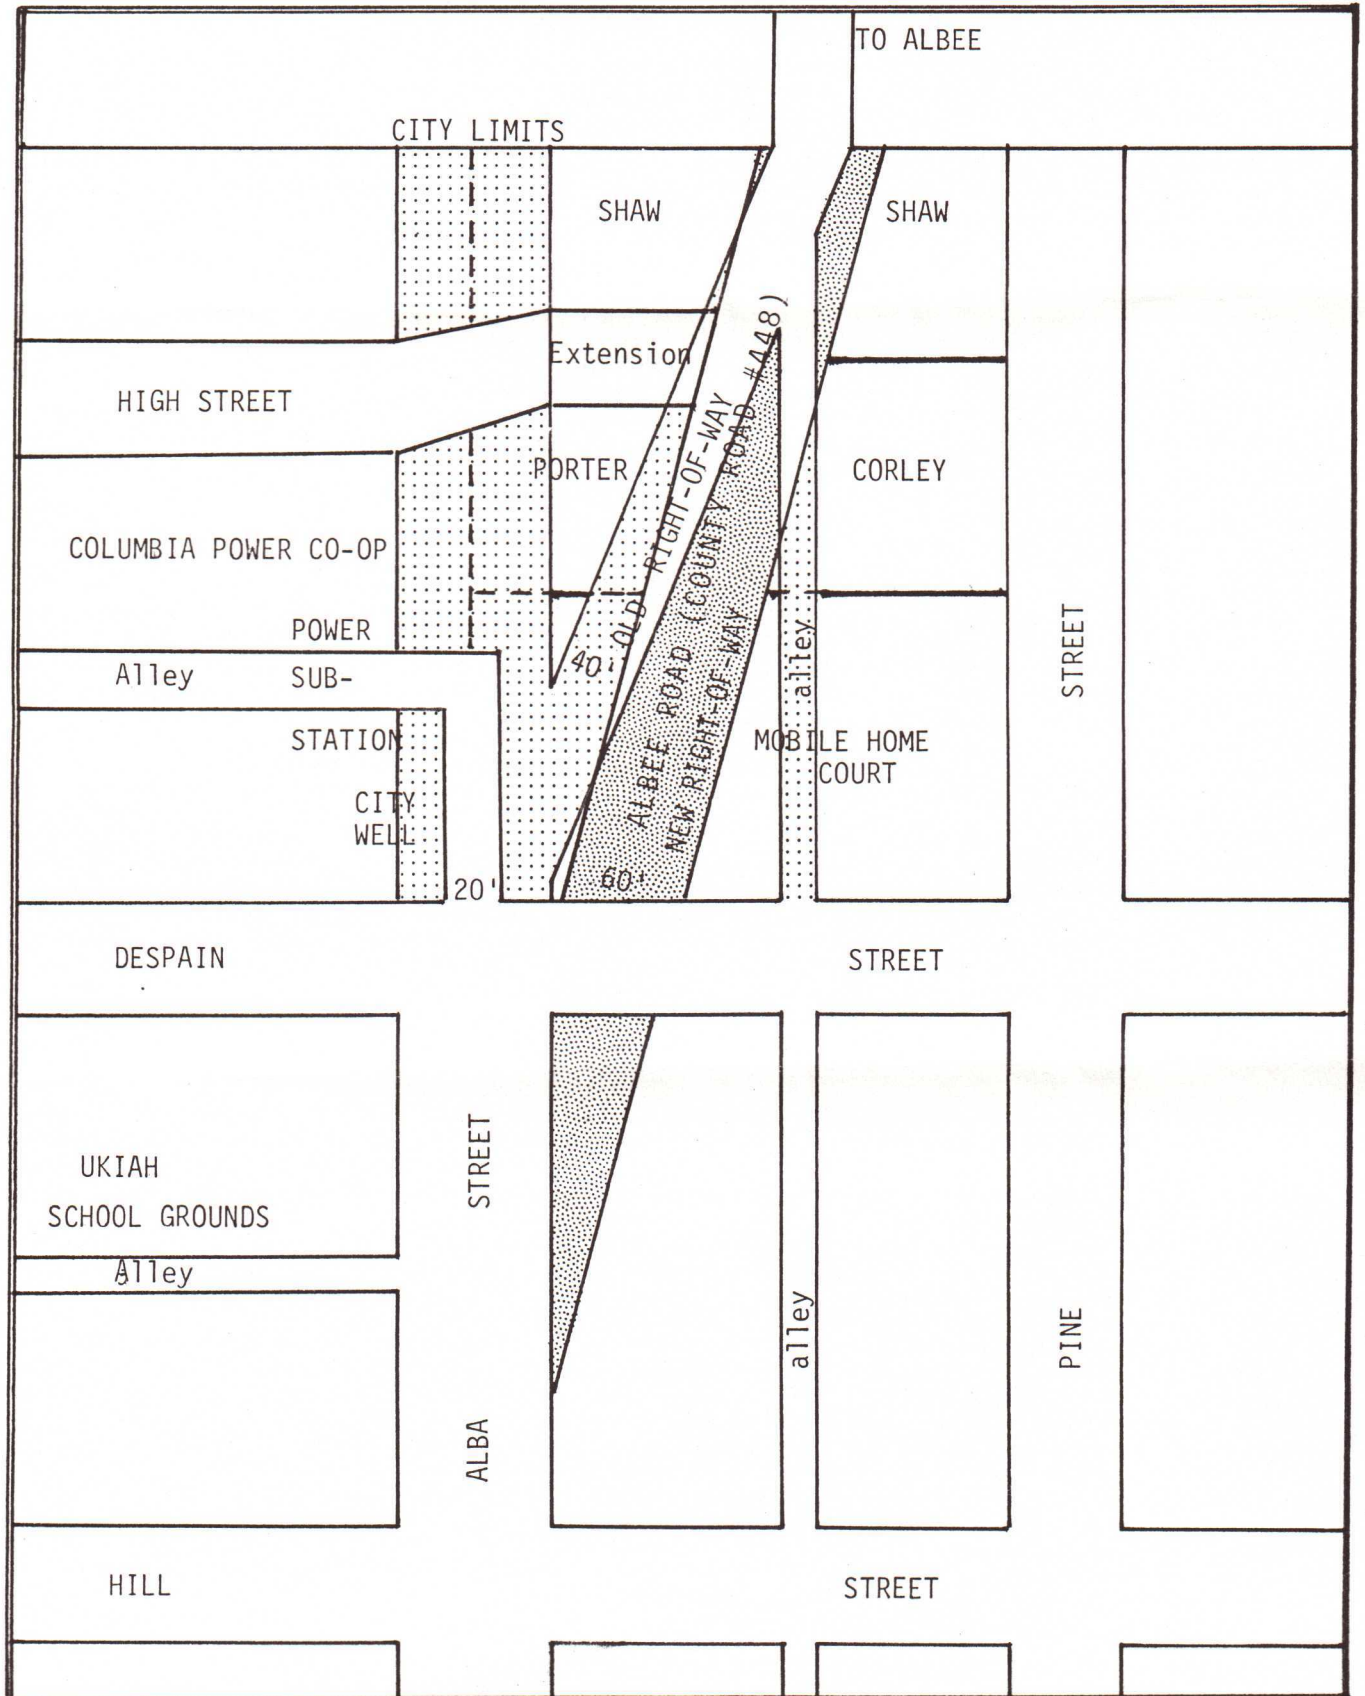 TO ALBEE
CITY LIMITS
SHAW
SHAW
Extension
HIGH STREET
PORTER
CORLEY
COLUMBIA POWER CO-OP
POWER
SUB-
STATION
Alley
CITY
WELL
20'
40'
OLD RIGHT-OF-WAY
ALBEE ROAD (COUNTY ROAD #448)
NEW RIGHT-OF-WAY
60'
alley
MOBILE HOME
COURT
STREET
DESPAIN
STREET
UKIAH
SCHOOL GROUNDS
Alley
STREET
ALBA
alley
PINE
HILL
STREET